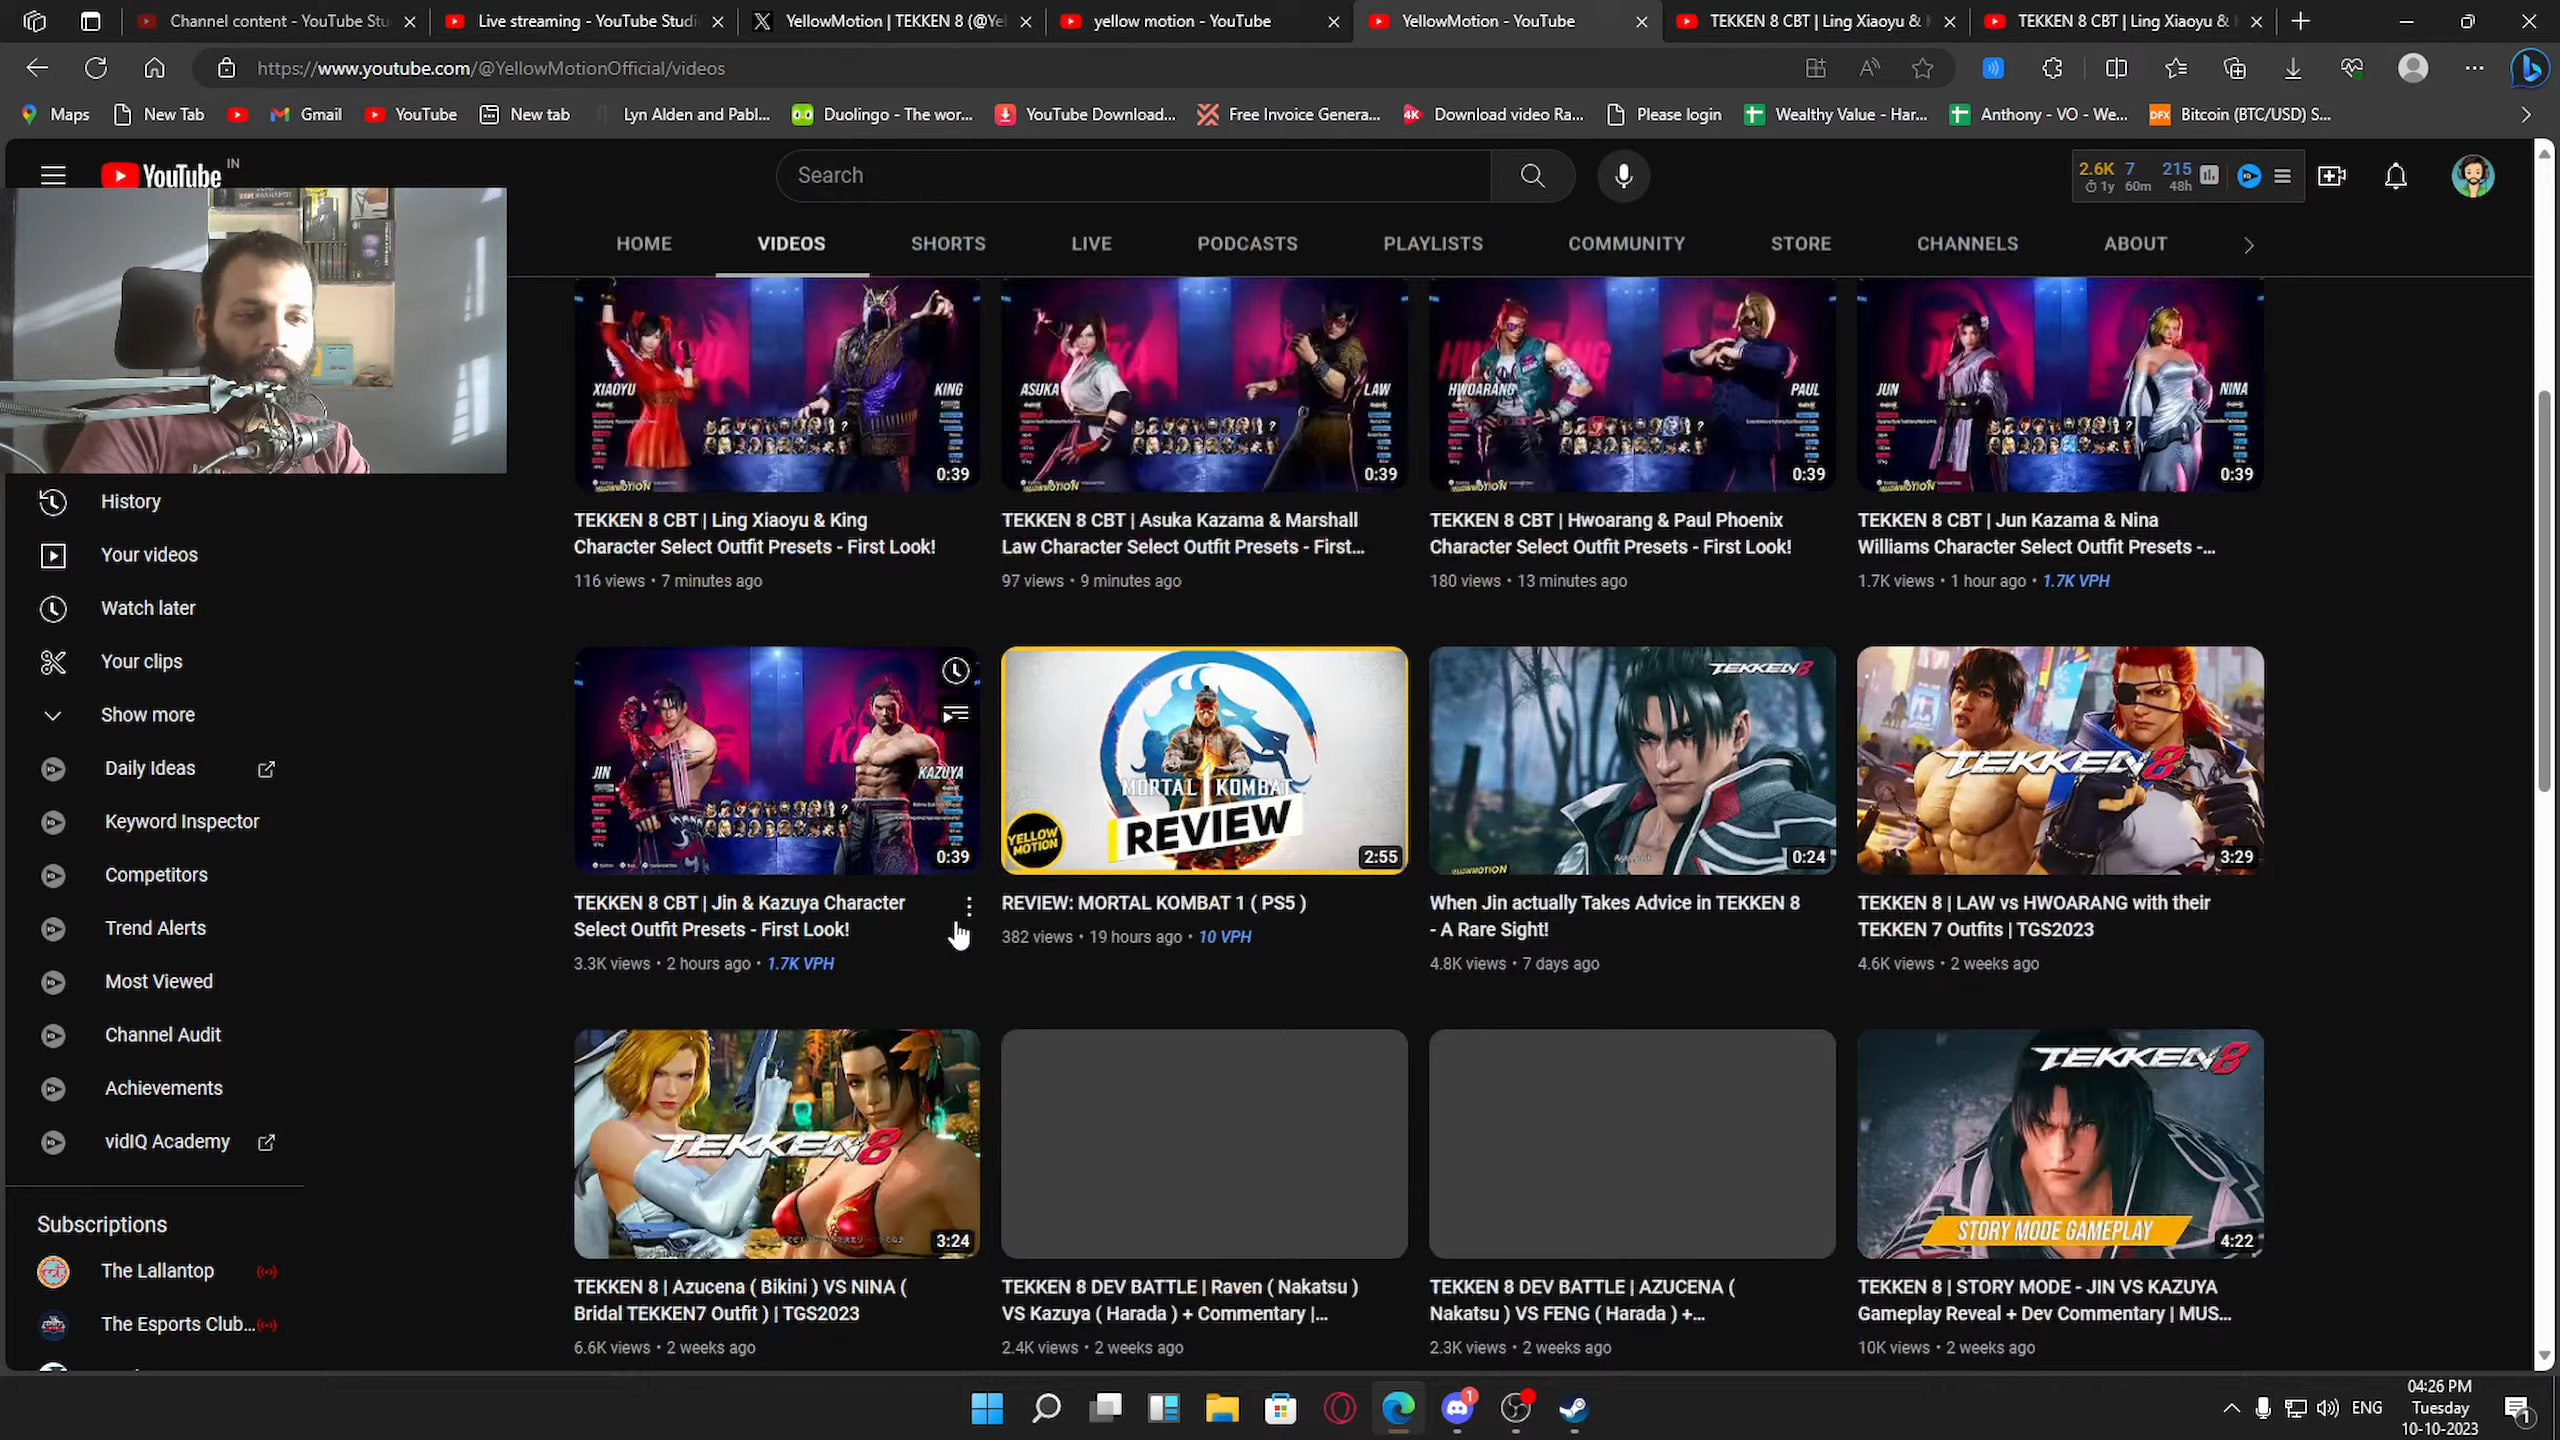 Channel content - YouTube Stu
Live streaming - YouTube Studi
YellowMotion | TEKKEN 8 (@Ye
yellow motion - YouTube
YellowMotion - YouTube
TEKKEN 8 CBT | Ling Xiaoyu &
TEKKEN 8 CBT | Ling Xiaoyu &
https://www.youtube.com/@YellowMotionOfficial/videos
Maps
New Tab
Gmail
YouTube
New tab
Lyn Alden and Pabl...
Duolingo - The wor...
YouTube Download...
Free Invoice Genera...
4K
Download video Ra...
Please login
Wealthy Value - Har...
Anthony - VO - We...
DFX
Bitcoin (BTC/USD) S...
YouTube
IN
Search
2.6K 7 215
1y 60m 48h
HOME
VIDEOS
SHORTS
LIVE
PODCASTS
PLAYLISTS
COMMUNITY
STORE
CHANNELS
ABOUT
XIAOYU
KING
YELLOWMOTION
0:39
ASUKA
LAW
YELLOWMOTION
0:39
HWOARANG
PAUL
YELLOWMOTION
0:39
JUN
NINA
YELLOWMOTION
0:39
TEKKEN 8 CBT | Ling Xiaoyu & King
Character Select Outfit Presets - First Look!
116 views • 7 minutes ago
TEKKEN 8 CBT | Asuka Kazama & Marshall
Law Character Select Outfit Presets - First...
97 views • 9 minutes ago
TEKKEN 8 CBT | Hwoarang & Paul Phoenix
Character Select Outfit Presets - First Look!
180 views • 13 minutes ago
TEKKEN 8 CBT | Jun Kazama & Nina
Williams Character Select Outfit Presets -...
1.7K views • 1 hour ago • 1.7K VPH
History
Your videos
Watch later
Your clips
Show more
Daily Ideas
Keyword Inspector
Competitors
Trend Alerts
Most Viewed
Channel Audit
Achievements
vidIQ Academy
Subscriptions
The Lallantop
The Esports Club...
JIN
KAZUYA
0:39
MORTAL KOMBAT
REVIEW
YELLOW
MOTION
2:55
TEKKEN 8
YELLOWMOTION
0:24
TEKKEN 8
3:29
TEKKEN 8 CBT | Jin & Kazuya Character
Select Outfit Presets - First Look!
3.3K views • 2 hours ago • 1.7K VPH
REVIEW: MORTAL KOMBAT 1 ( PS5 )
382 views • 19 hours ago • 10 VPH
When Jin actually Takes Advice in TEKKEN 8
- A Rare Sight!
4.8K views • 7 days ago
TEKKEN 8 | LAW vs HWOARANG with their
TEKKEN 7 Outfits | TGS2023
4.6K views • 2 weeks ago
TEKKEN 8
3:24
TEKKEN 8
STORY MODE GAMEPLAY
4:22
TEKKEN 8 | Azucena ( Bikini ) VS NINA (
Bridal TEKKEN7 Outfit ) | TGS2023
6.6K views • 2 weeks ago
TEKKEN 8 DEV BATTLE | Raven ( Nakatsu )
VS Kazuya ( Harada ) + Commentary |...
2.4K views • 2 weeks ago
TEKKEN 8 DEV BATTLE | AZUCENA (
Nakatsu ) VS FENG ( Harada ) +...
2.3K views • 2 weeks ago
TEKKEN 8 | STORY MODE - JIN VS KAZUYA
Gameplay Reveal + Dev Commentary | MUS...
10K views • 2 weeks ago
1
ENG
04:26 PM
Tuesday
10-10-2023
1